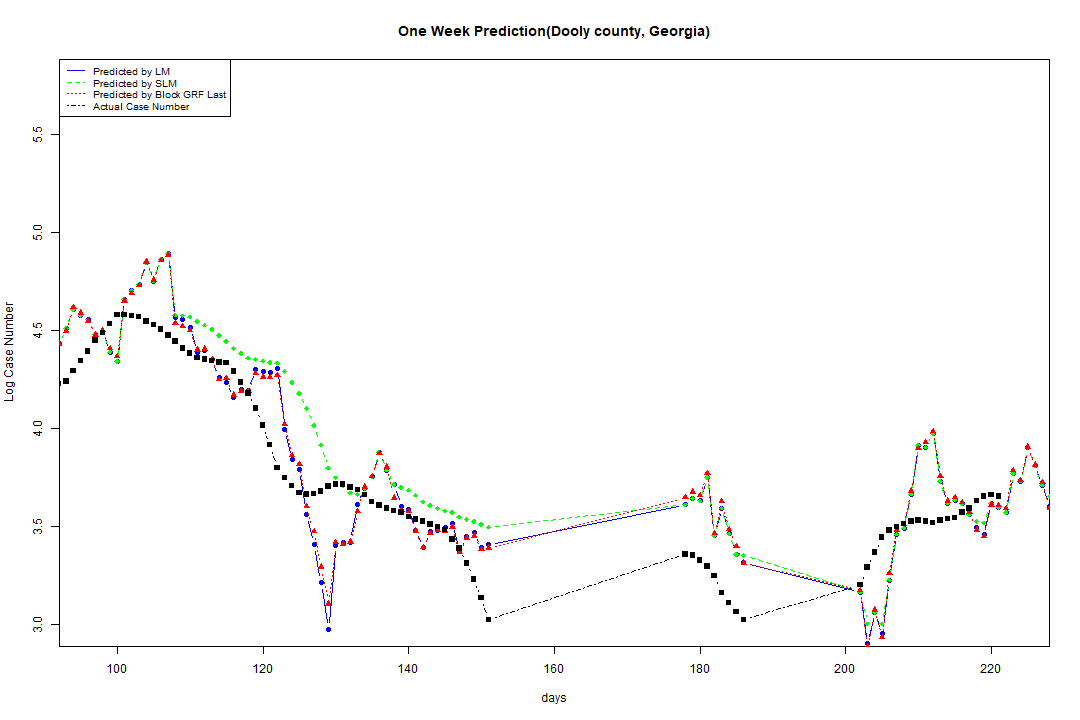 One Week Prediction(Dooly county, Georgia)
Predicted by LM
Predicted by SLM
Predicted by Block GRF Last
Actual Case Number
5.5
5.0
4.5
4.0
3.5
3.0
Log Case Number
100 120 140 160 180 200 220
days